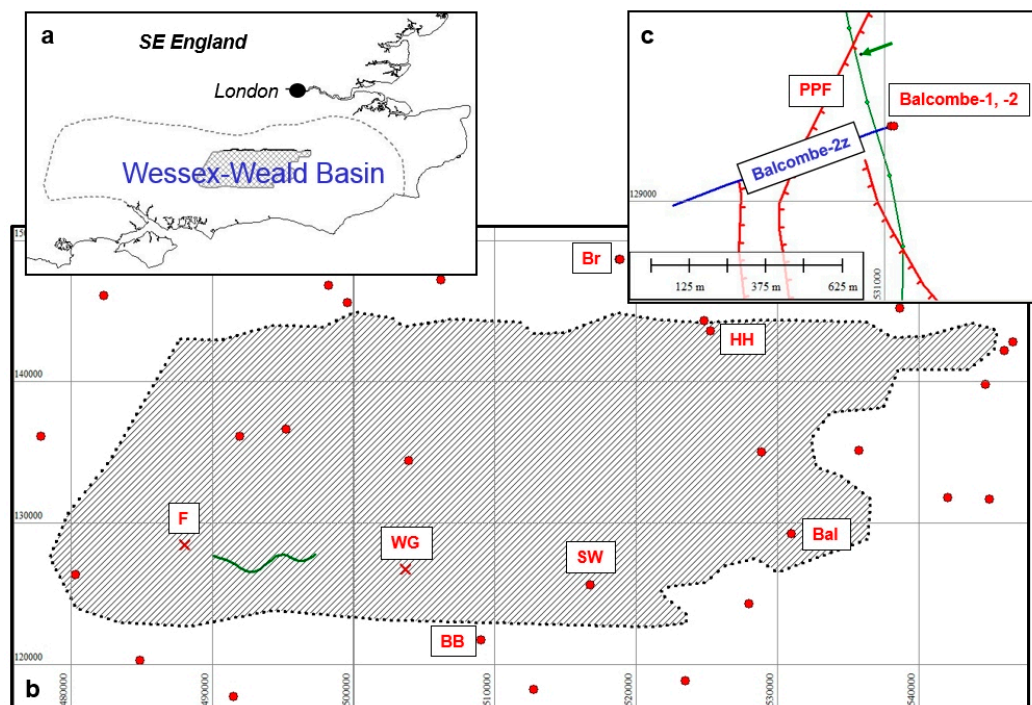 a
SE England
London
Wessex-Weald Basin
c
PPF
Balcombe-1, -2
Balcombe-2z
129000
125 m
375 m
625 m
531000
Br
HH
140000
130000
F
WG
SW
Bal
BB
120000
b
480000
490000
500000
510000
520000
530000
540000